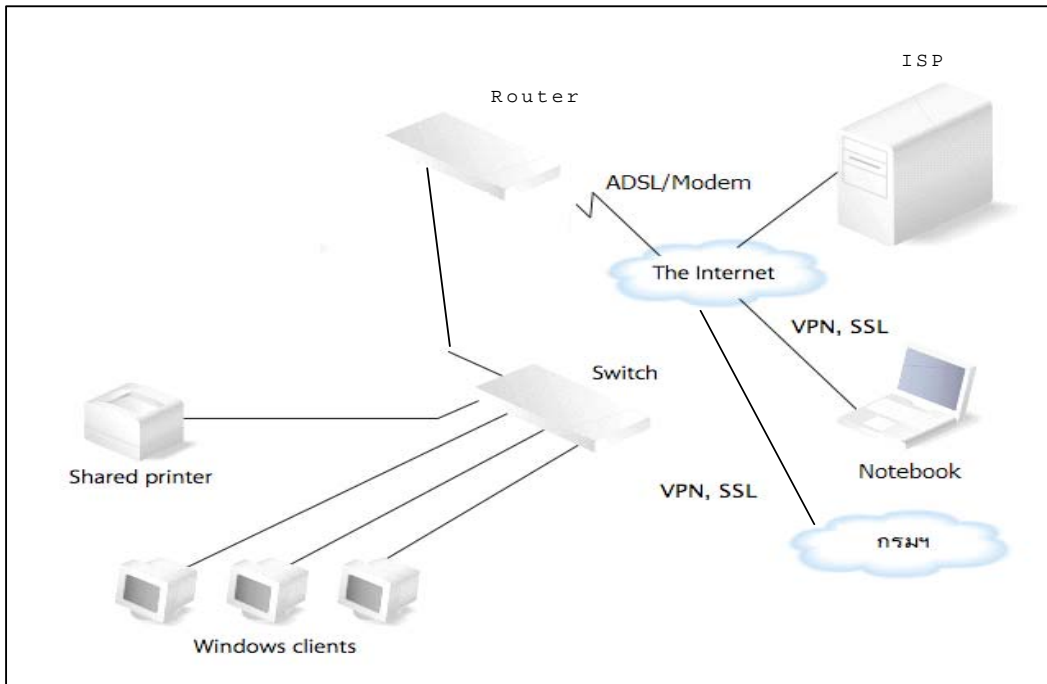 ISP
Router
ADSL/Modem
The Internet
VPN, SSL
Switch
Shared printer
Notebook
VPN, SSL
กรมฯ
Windows clients